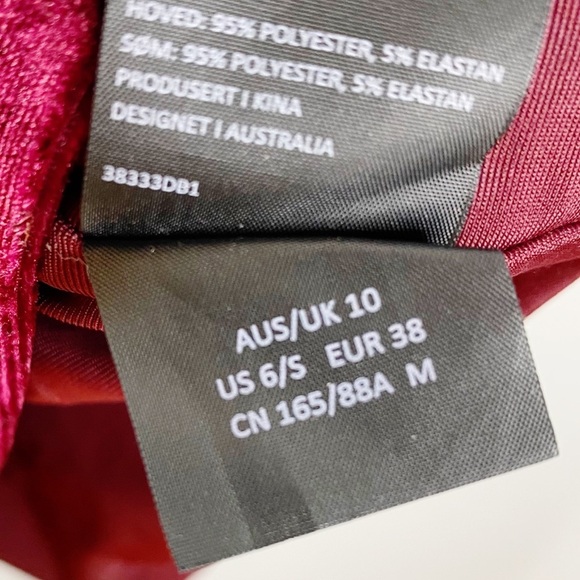 HOVED: 95% POLYESTER, 5% ELASTAN
SØM: 95% POLYESTER, 5% ELASTAN
PRODUSERT I KINA
DESIGNET I AUSTRALIA
38333DB1
AUS/UK 10
US 6/S EUR 38
CN 165/88A M